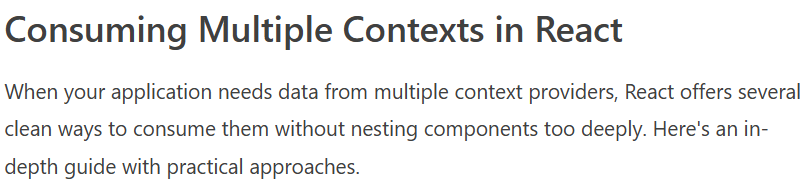 Consuming Multiple Contexts in React
When your application needs data from multiple context providers, React offers several
clean ways to consume them without nesting components too deeply. Here's an in-
depth guide with practical approaches.